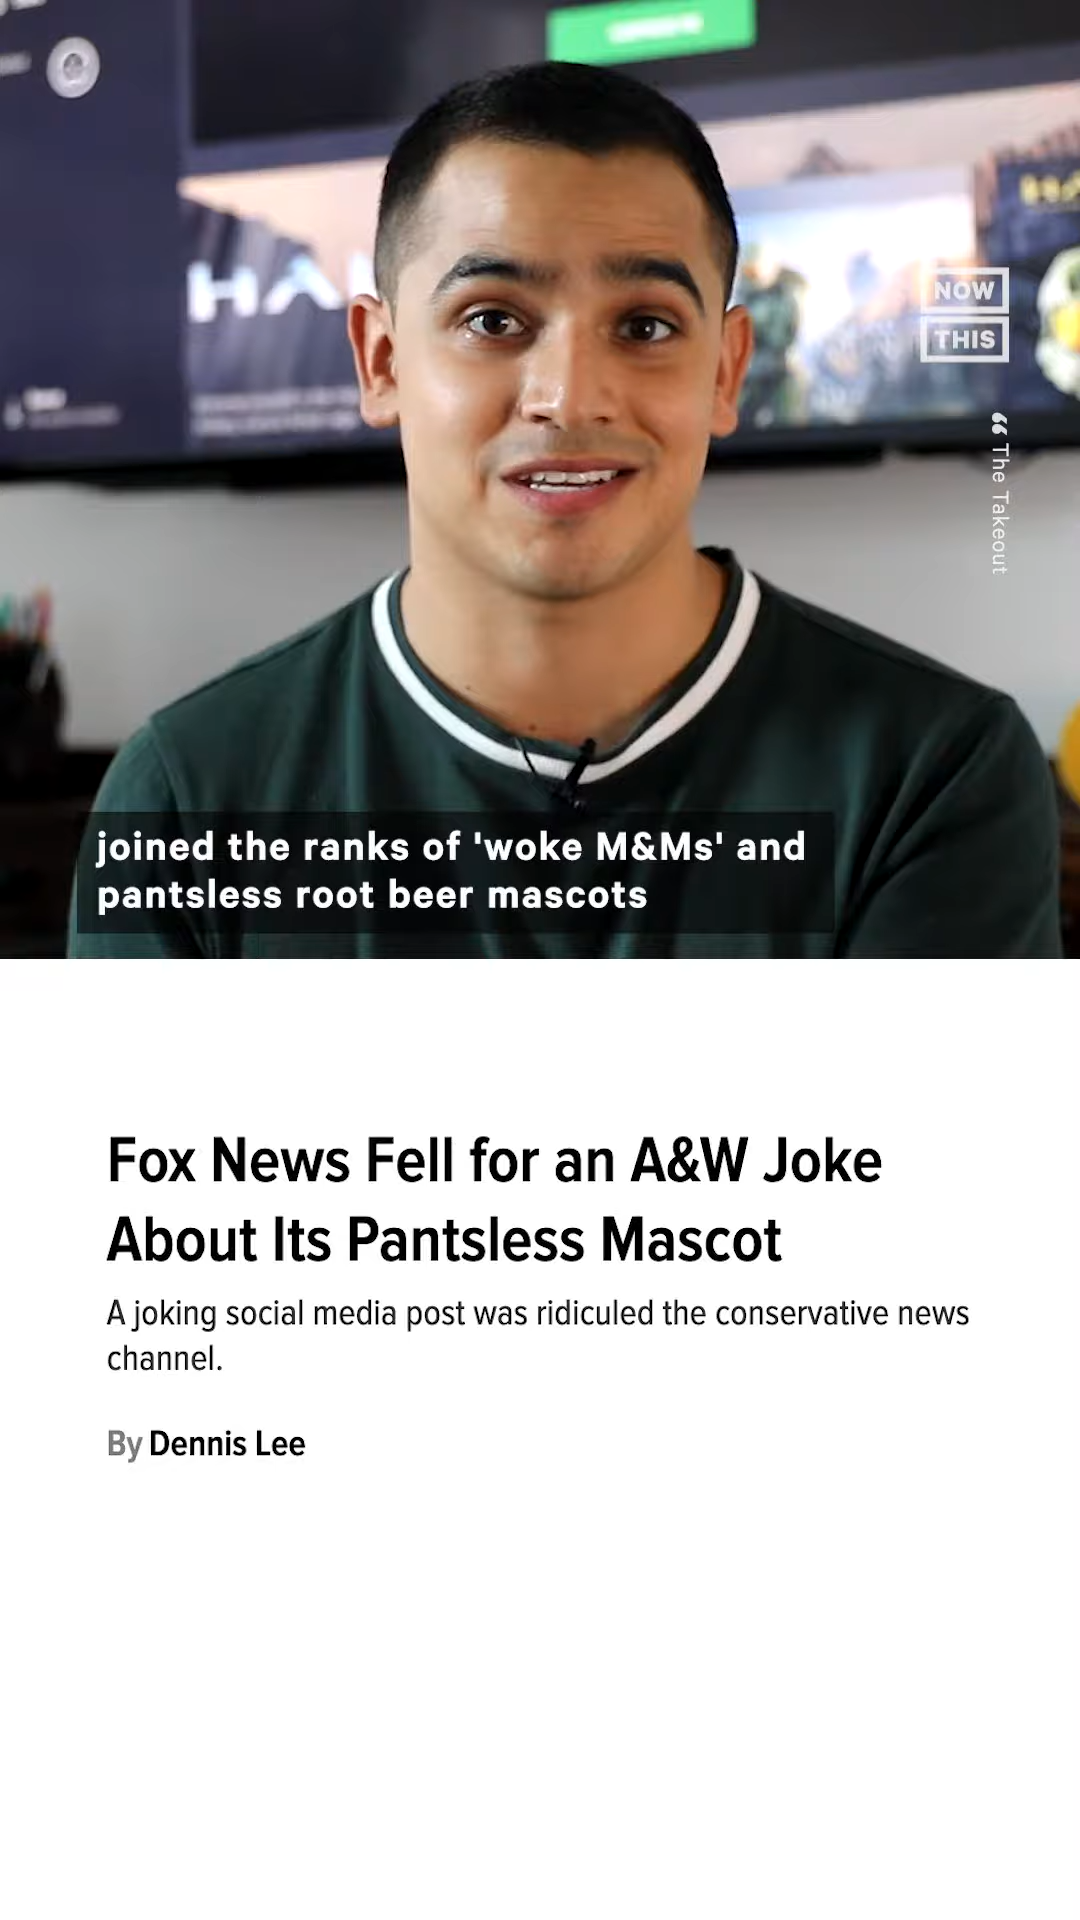 HA
NOW
THIS
“ The Takeout
joined the ranks of 'woke M&Ms' and
pantsless root beer mascots
Fox News Fell for an A&W Joke
About Its Pantsless Mascot
A joking social media post was ridiculed the conservative news
channel.
By Dennis Lee